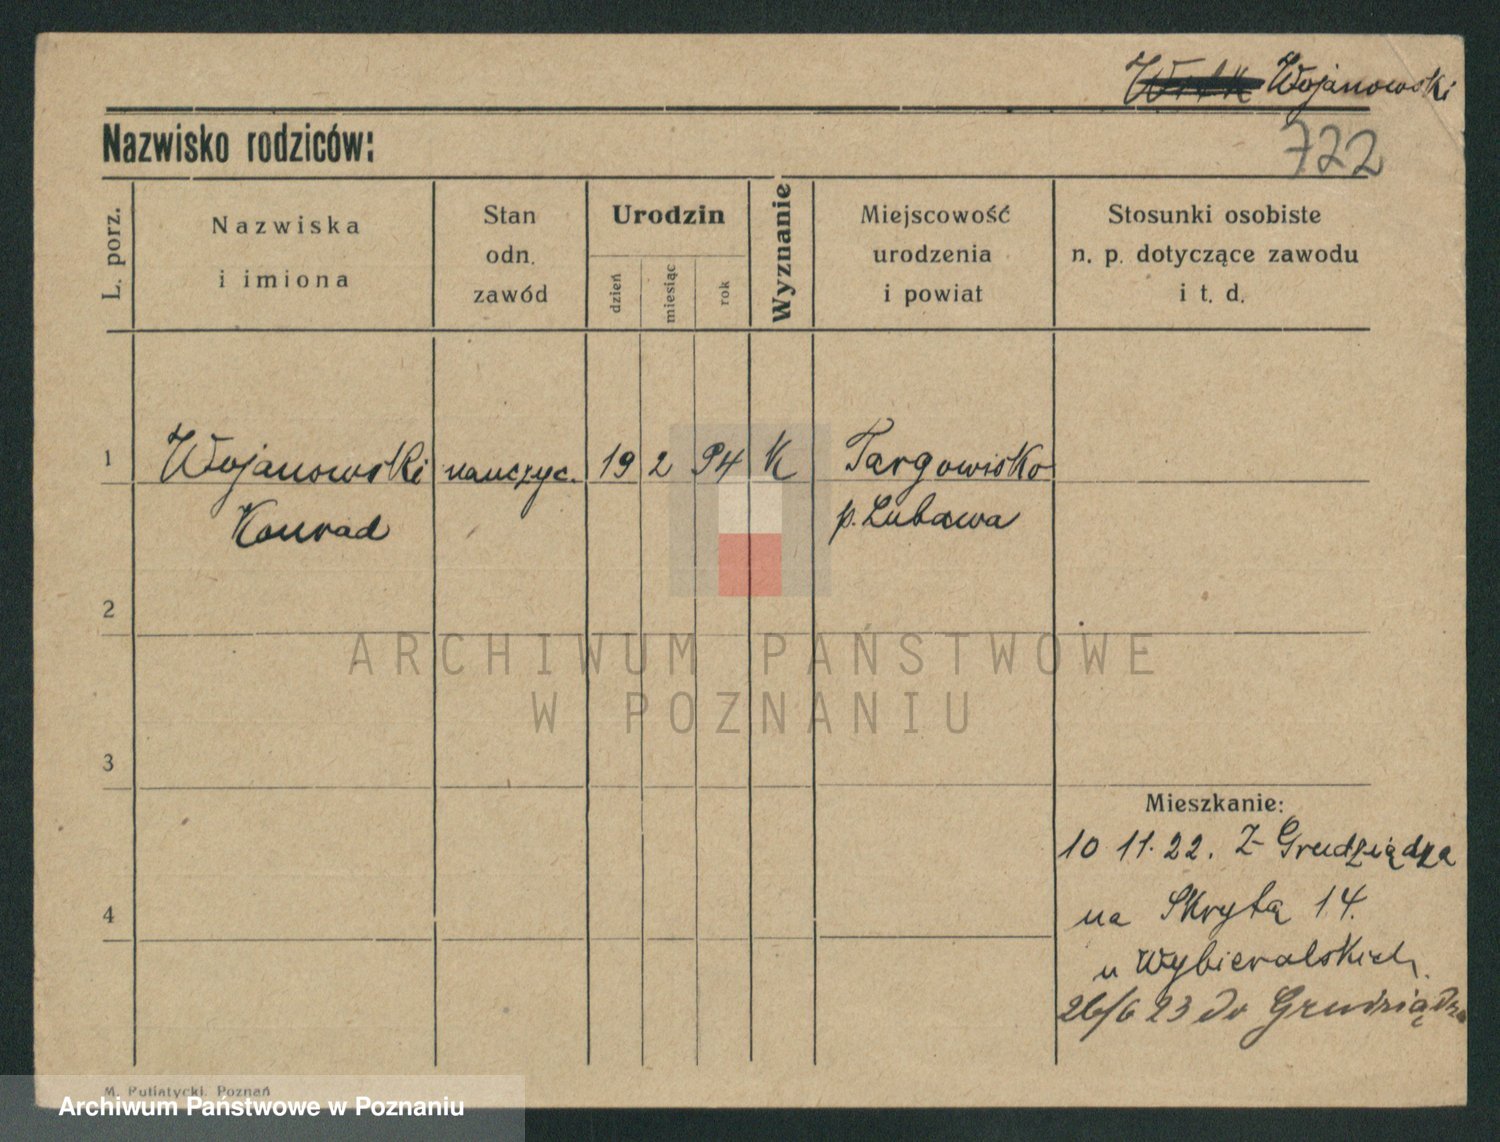 Wojanowski
722
Nazwisko rodziców:
L. porz.
Nazwiska
i imiona
Stan
odn.
zawód
Urodzin
dzień
miesiąc
rok
Wyznanie
Miejscowość
urodzenia
i powiat
Stosunki osobiste
n. p. dotyczące zawodu
i t. d.
1 Wojanowski nauczyc. 19 2 94 K Targowisko
Konrad p. Lubawa
2
ARCHIWUM PAŃSTWOWE
W POZNANIU
3
Mieszkanie:
10 11. 22. Z Grudziądza
4
na Skrytą 14.
u Wybieralskich.
26/6 23 do Grudziądza
M. Putiatycki, Poznań
Archiwum Państwowe w Poznaniu